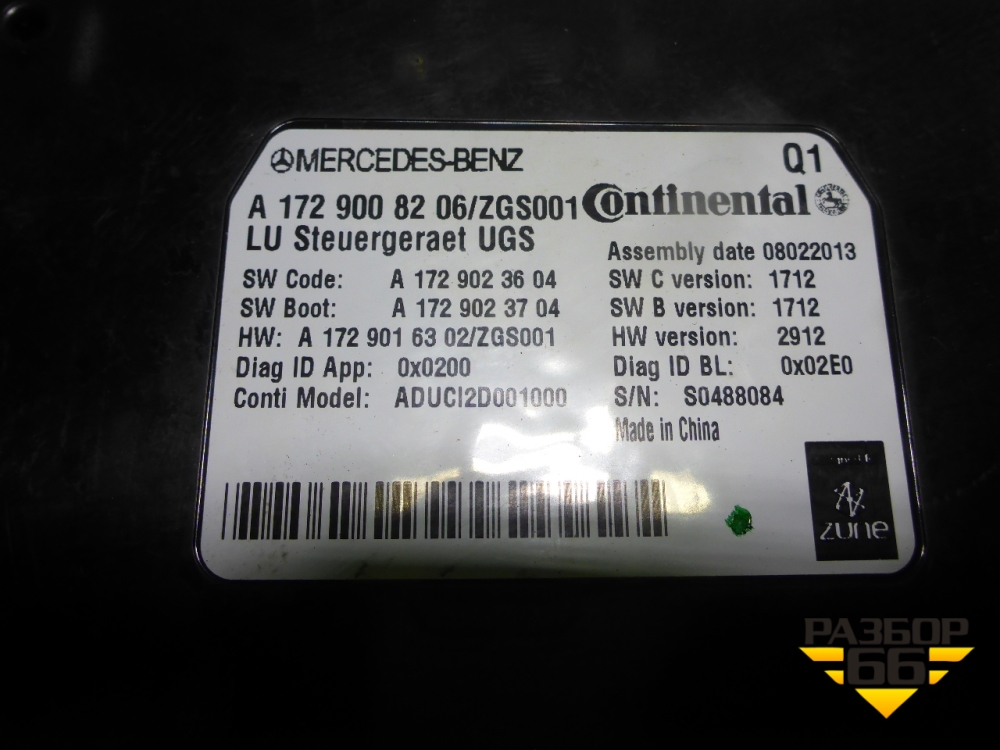 MERCEDES-BENZ
Q1
A 172 900 82 06/ZGS001 Continental
LU Steuergeraet UGS
Assembly date 08022013
SW Code: A 172 902 36 04
SW C version: 1712
SW Boot: A 172 902 37 04
SW B version: 1712
HW: A 172 901 63 02/ZGS001
HW version: 2912
Diag ID App: 0x0200
Diag ID BL: 0x02E0
Conti Model: ADUCI2D001000
S/N: S0488084
Made in China
zune
РАЗБОР
66